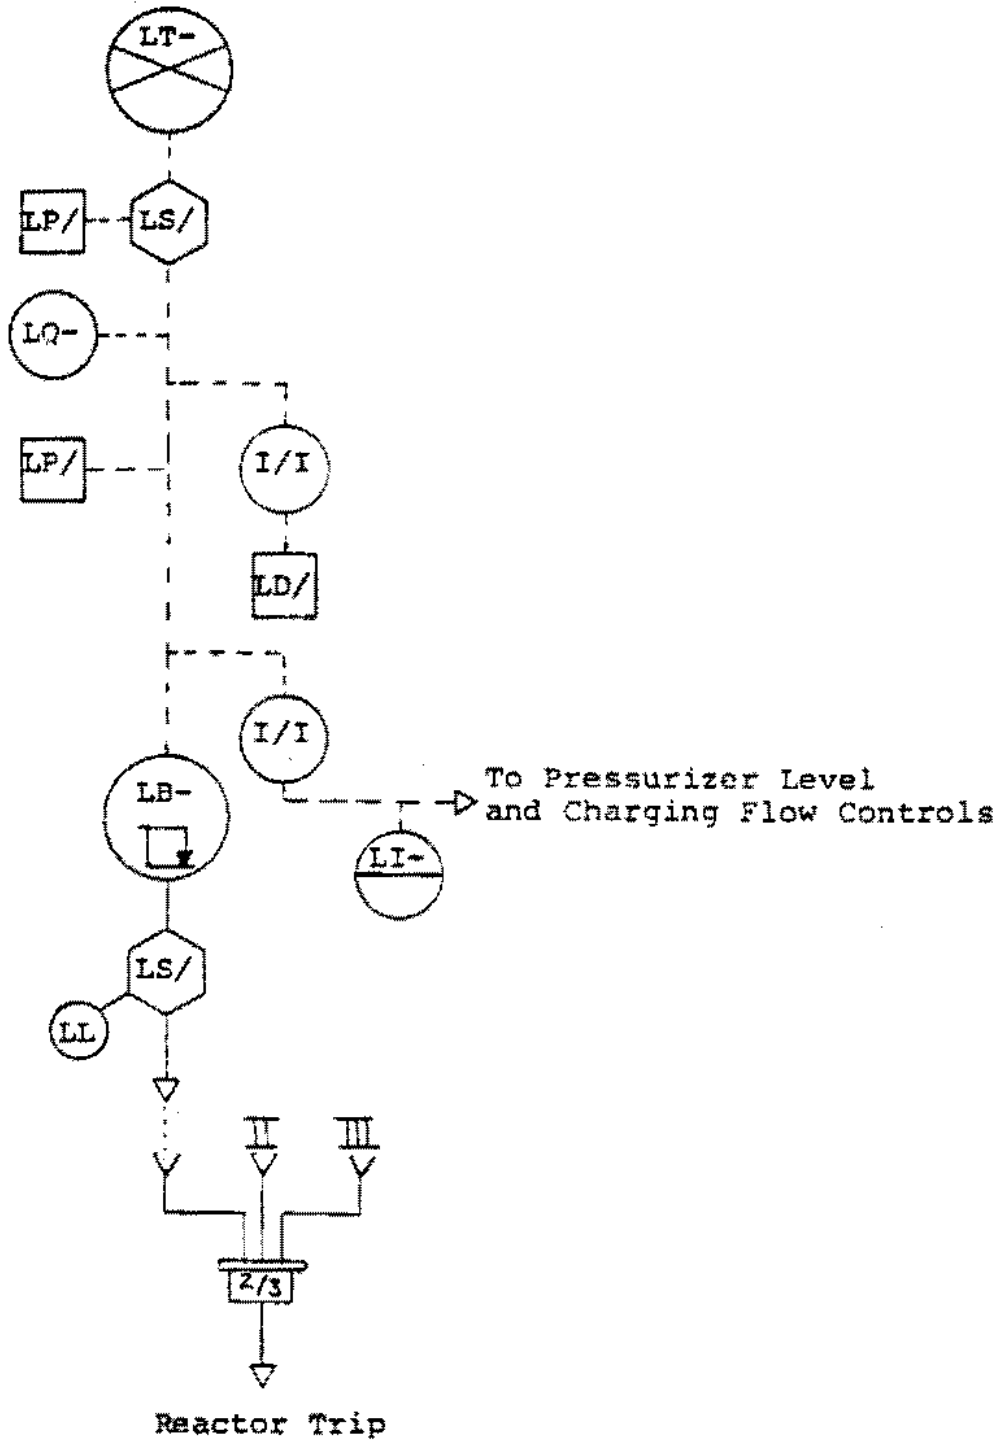 LT-
LP/
LS/
LQ-
LP/
I/I
LD/
I/I
LB-
To Pressurizer Level
and Charging Flow Controls
LI-
LS/
LL
II
III
2/3
Reactor Trip